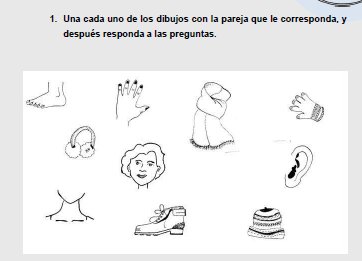 1. Una cada uno de los dibujos con la pareja que le corresponda, y
después responda a las preguntas.